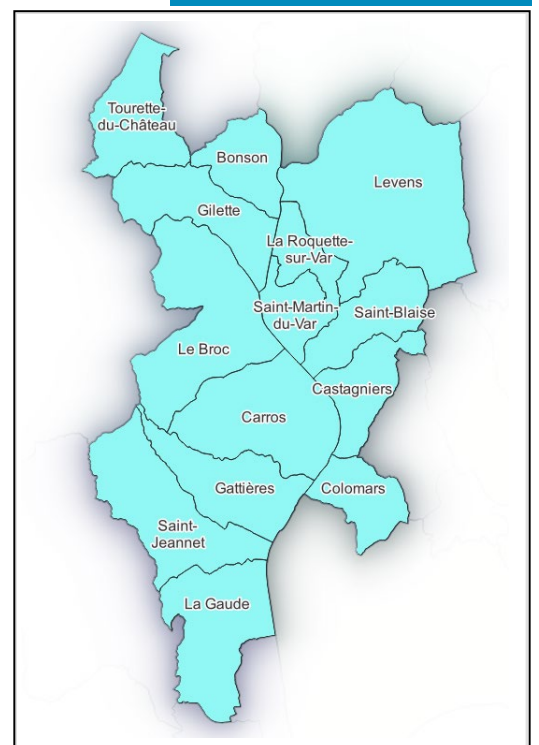 Tourette-
du-Château
Bonson
Levens
Gilette
La Roquette-
sur-Var
Saint-Martin-
du-Var
Saint-Blaise
Le Broc
Castagniers
Carros
Gattières
Colomars
Saint-
Jeannet
La Gaude